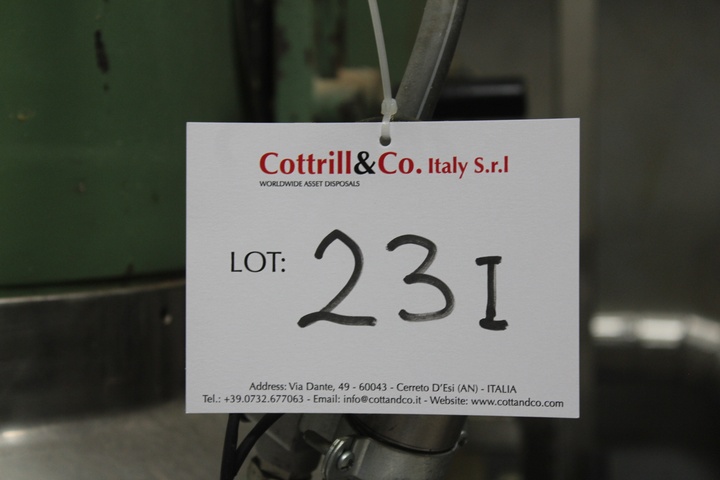 Cottrill&Co. Italy S.r.l
WORLDWIDE ASSET DISPOSALS
LOT: 23I
Address: Via Dante, 49 - 60043 - Cerreto D'Esi (AN) - ITALIA
Tel.: +39.0732.677063 - Email: info@cottandco.it - Website: www.cottandco.com